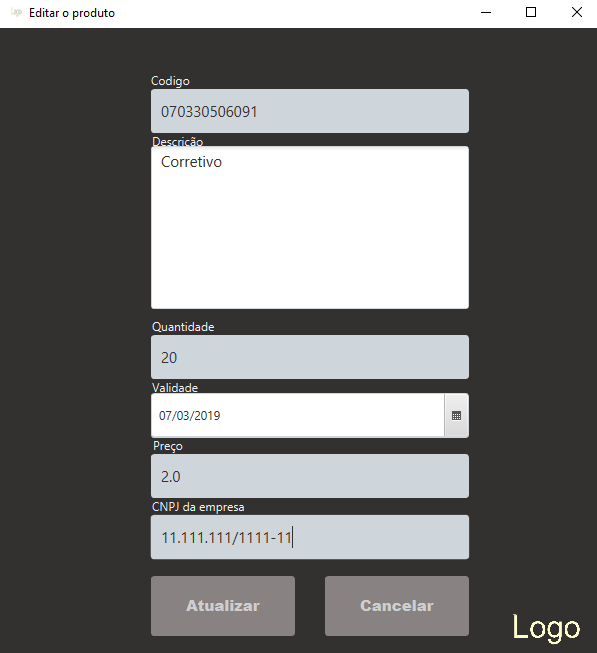 Editar o produto
Codigo
070330506091
Descrição
Corretivo
Quantidade
20
Validade
07/03/2019
Preço
2.0
CNPJ da empresa
11.111.111/1111-11
Atualizar
Cancelar
Logo